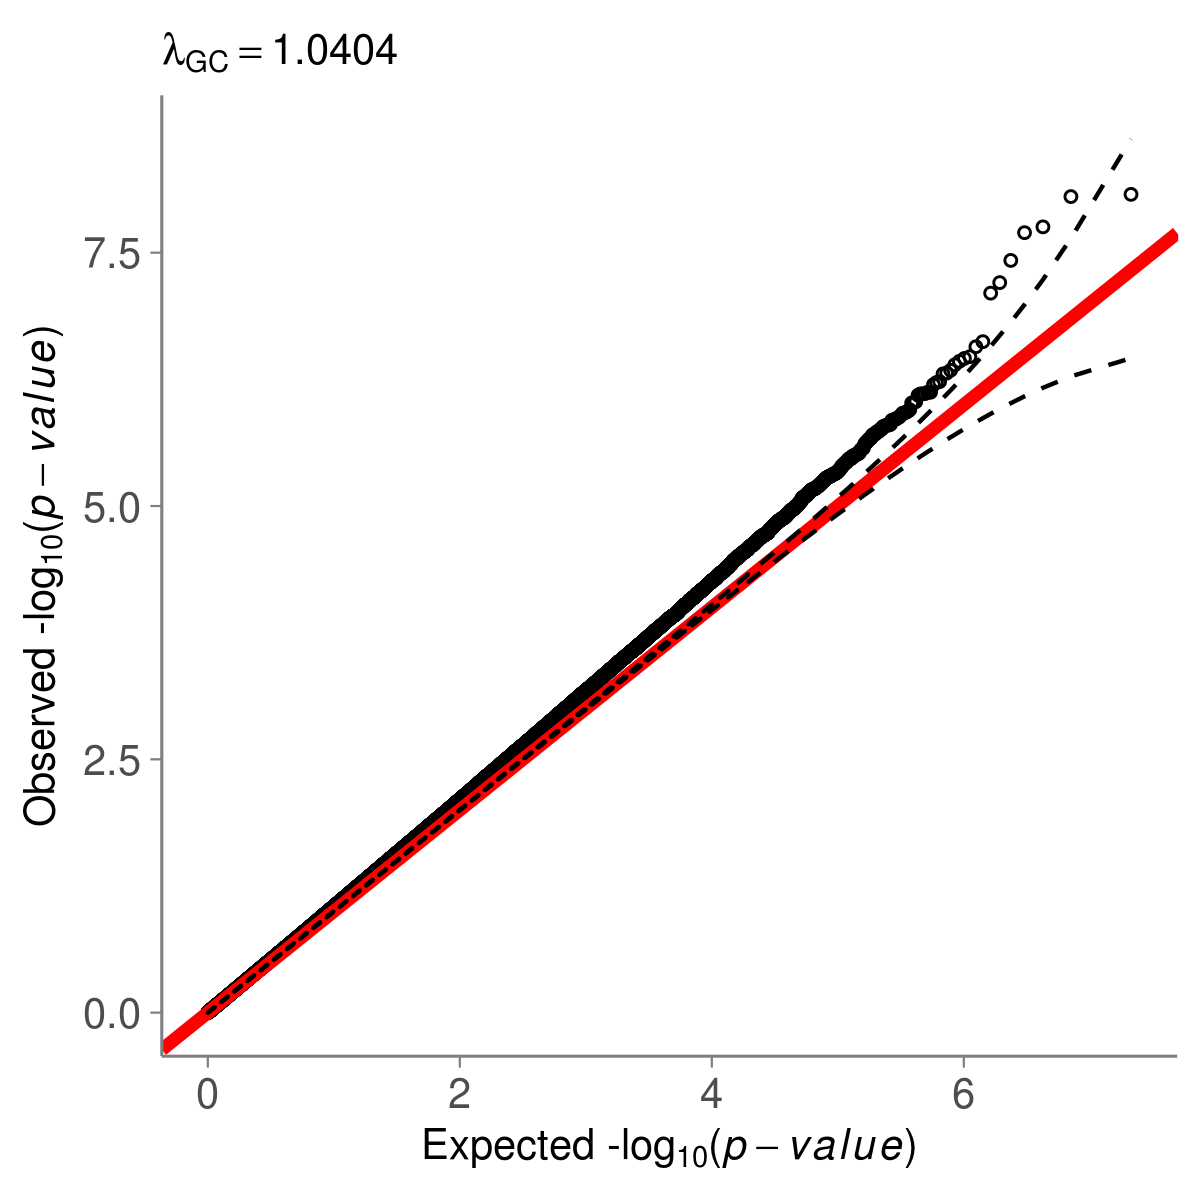 λGC = 1.0404
7.5
5.0
2.5
0.0
Observed -log10(p − value)
0 2 4 6
Expected -log10(p − value)